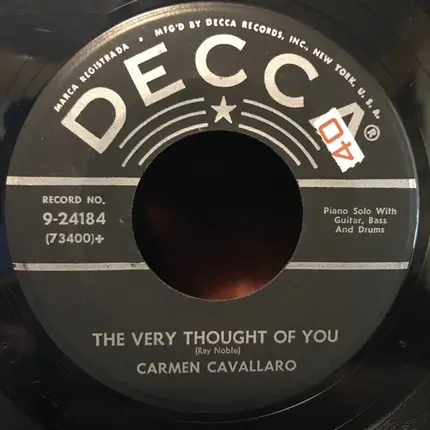 MARCA REGISTRADA • MFG'D BY DECCA RECORDS, INC., NEW YORK, U. S. A.
DECCA®
40
RECORD NO.
9-24184
(73400)+
Piano Solo With
Guitar, Bass
And Drums
THE VERY THOUGHT OF YOU
(Ray Noble)
CARMEN CAVALLARO